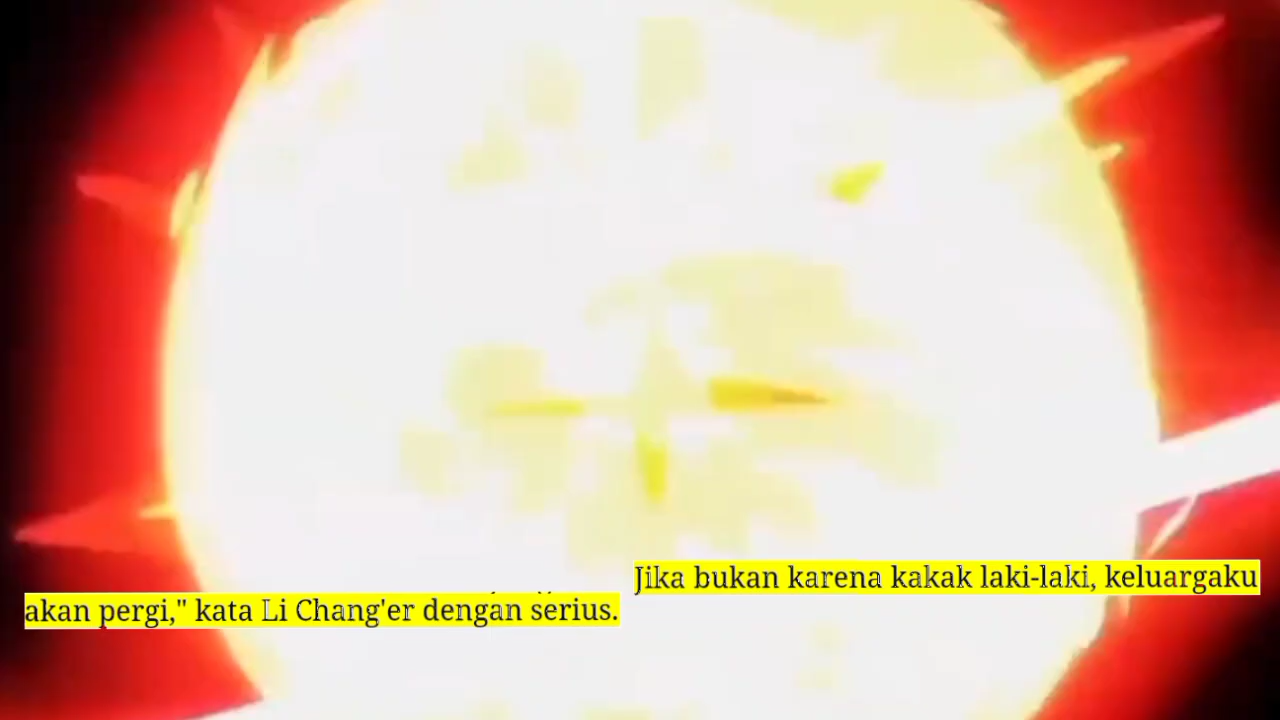 Jika bukan karena kakak laki-laki, keluargaku
akan pergi," kata Li Chang'er dengan serius.